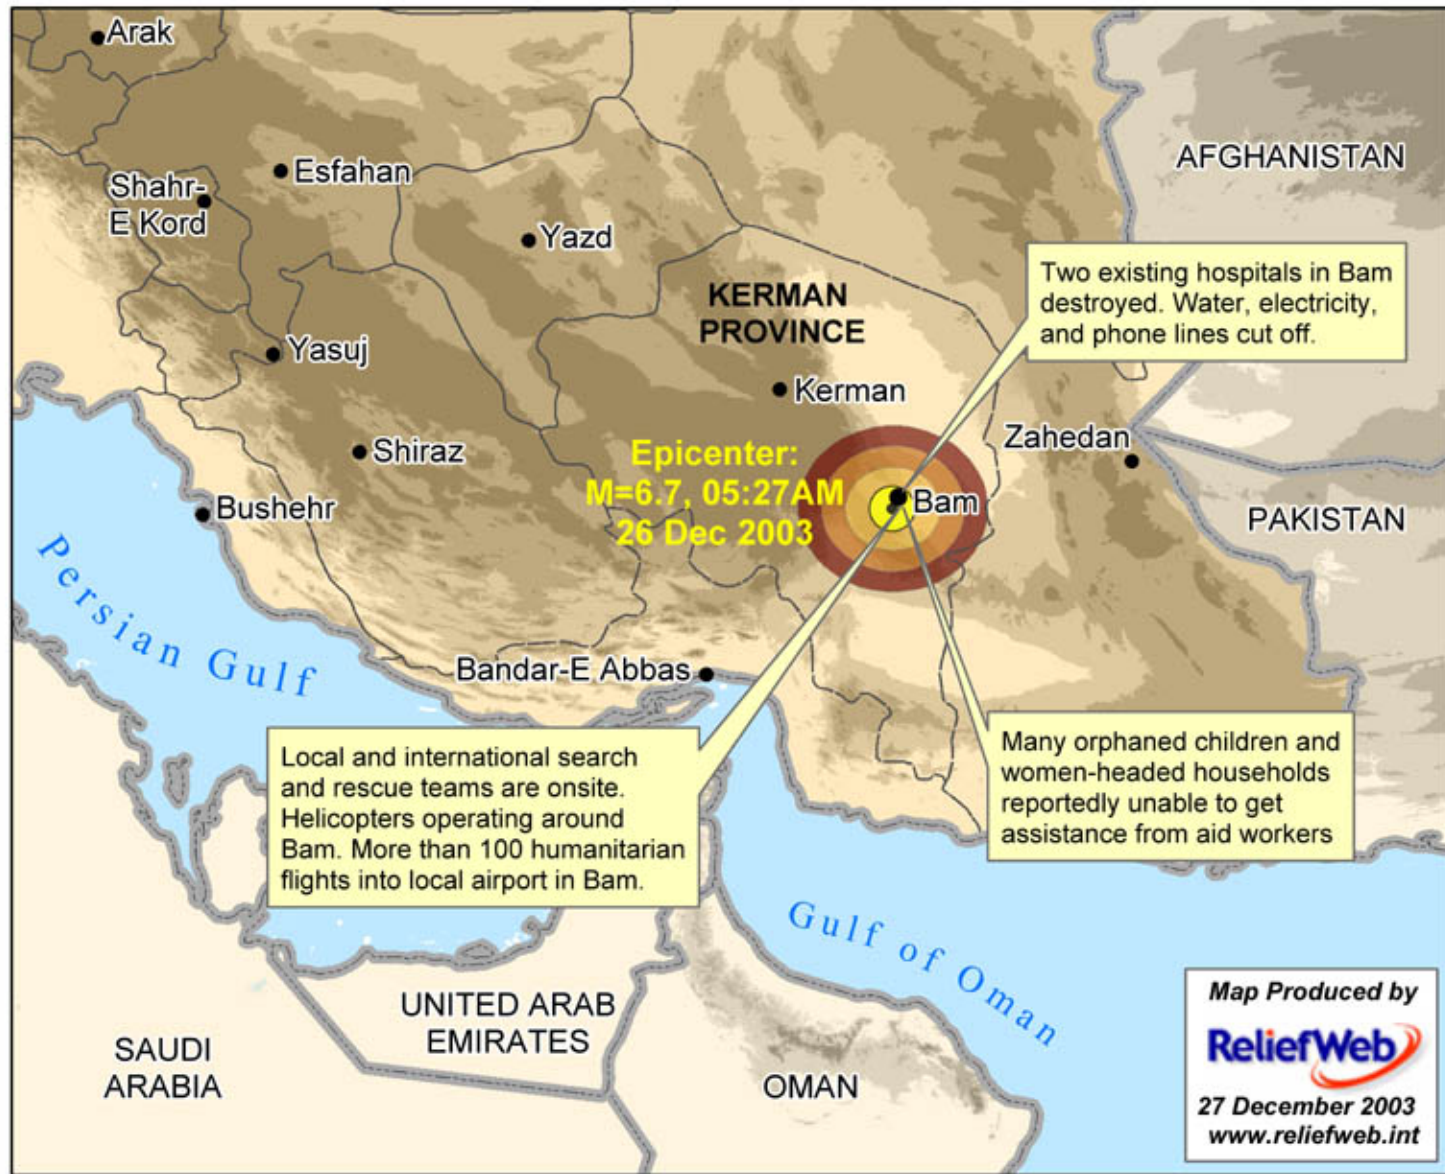 Arak
AFGHANISTAN
Esfahan
Shahr-
E Kord
Yazd
Two existing hospitals in Bam
destroyed. Water, electricity,
and phone lines cut off.
KERMAN
PROVINCE
Yasuj
Kerman
Zahedan
Shiraz
Epicenter:
M=6.7, 05:27AM
26 Dec 2003
Bam
Bushehr
PAKISTAN
Persian Gulf
Bandar-E Abbas
Local and international search
and rescue teams are onsite.
Helicopters operating around
Bam. More than 100 humanitarian
flights into local airport in Bam.
Many orphaned children and
women-headed households
reportedly unable to get
assistance from aid workers
Gulf of Oman
UNITED ARAB
EMIRATES
SAUDI
ARABIA
OMAN
Map Produced by
ReliefWeb
27 December 2003
www.reliefweb.int